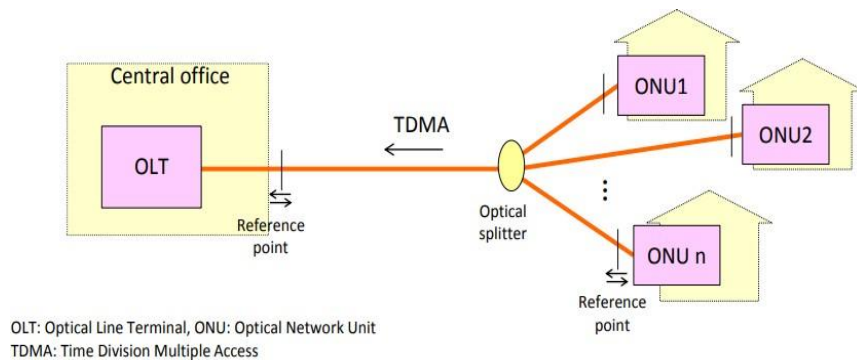 Central office
OLT
TDMA
Reference
point
Optical
splitter
ONU1
ONU2
ONU n
Reference
point
OLT: Optical Line Terminal, ONU: Optical Network Unit
TDMA: Time Division Multiple Access